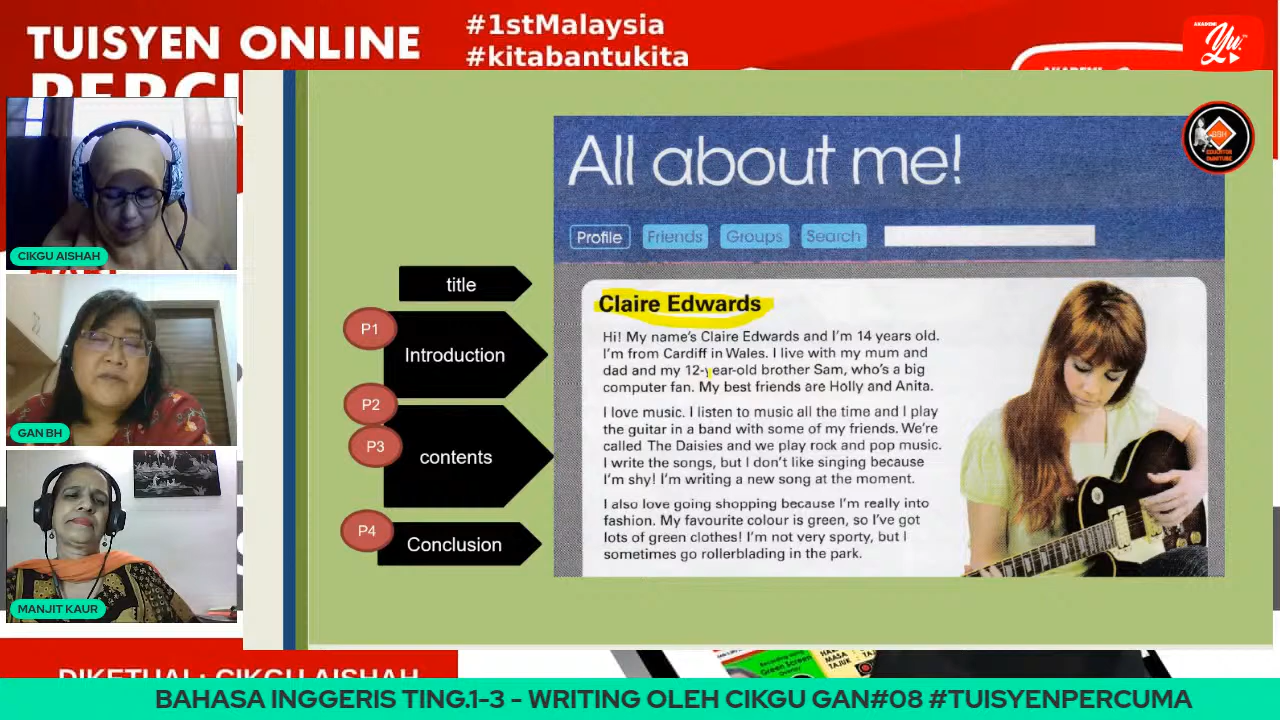 TUISYEN ONLINE
#1stMalaysia
#kitabantukita
CIKGU AISHAH
GAN BH
MANJIT KAUR
title
P1
Introduction
P2
P3
contents
P4
Conclusion
All about me!
Profile Friends Groups Search
Claire Edwards
Hi! My name's Claire Edwards and I'm 14 years old.
I'm from Cardiff in Wales. I live with my mum and
dad and my 12-year-old brother Sam, who's a big
computer fan. My best friends are Holly and Anita.
I love music. I listen to music all the time and I play
the guitar in a band with some of my friends. We're
called The Daisies and we play rock and pop music.
I write the songs, but I don't like singing because
I'm shy! I'm writing a new song at the moment.
I also love going shopping because I'm really into
fashion. My favourite colour is green, so I've got
lots of green clothes! I'm not very sporty, but I
sometimes go rollerblading in the park.
DIKETUAI : CIKGU AISHAH
Green Screen
MASA
TAJUK
BAHASA INGGERIS TING.1-3 - WRITING OLEH CIKGU GAN#08 #TUISYENPERCUMA